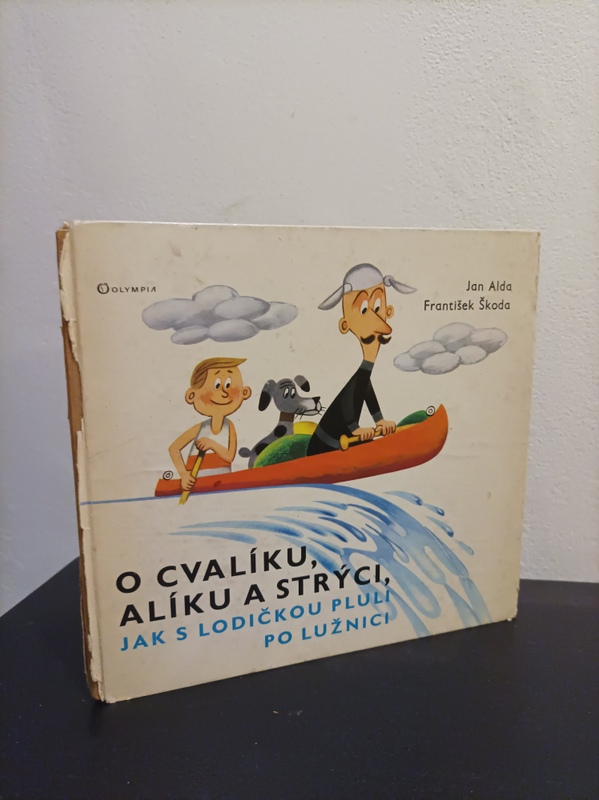 OLYMPIA
Jan Alda
František Škoda
O CVALÍKU,
ALÍKU A STRÝCI,
JAK S LODIČKOU PLULI
PO LUŽNICI